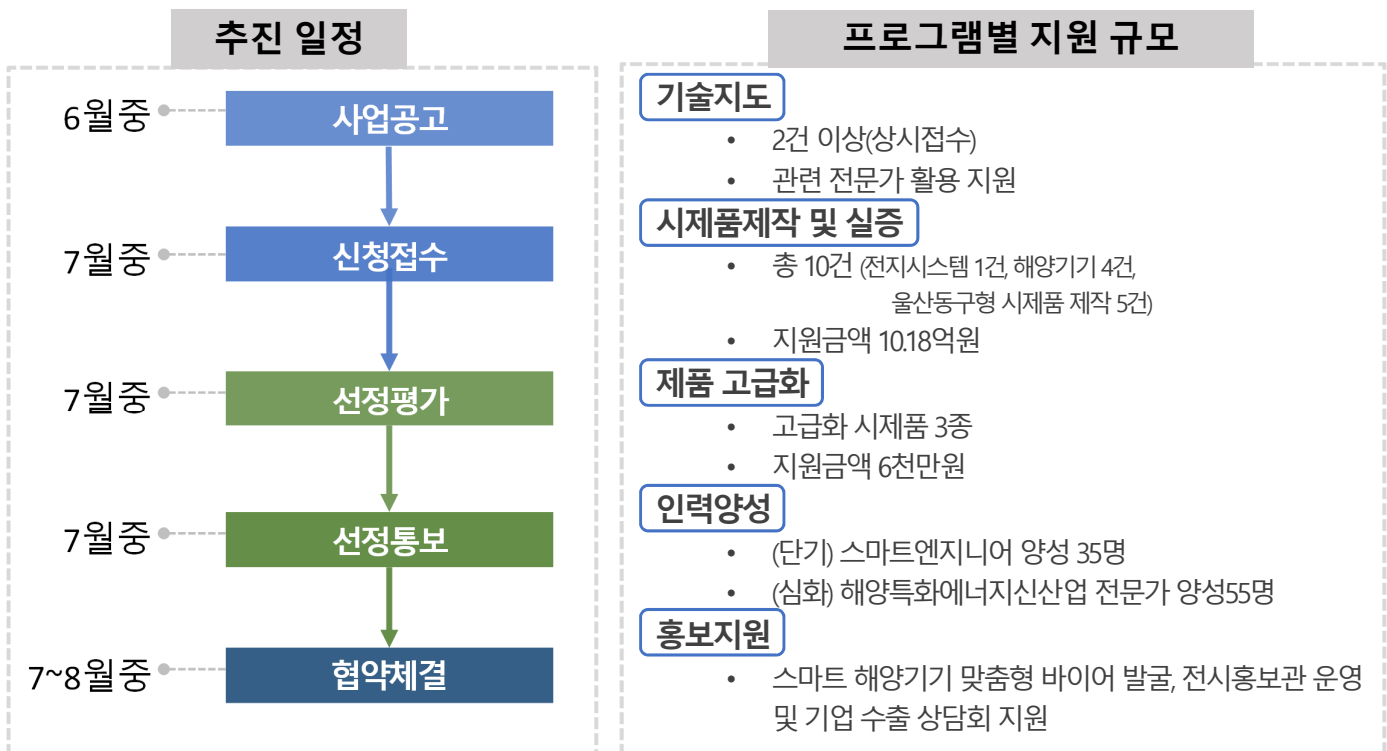 추진 일정
6월중
사업공고
7월중
신청접수
7월중
선정평가
7월중
선정통보
7~8월중
협약체결
프로그램별 지원 규모
기술지도
• 2건 이상(상시접수)
• 관련 전문가 활용 지원
시제품제작 및 실증
• 총 10건 (전지시스템 1건, 해양기기 4건,
울산동구형 시제품 제작 5건)
• 지원금액 10.18억원
제품 고급화
• 고급화 시제품 3종
• 지원금액 6천만원
인력양성
• (단기) 스마트엔지니어 양성 35명
• (심화) 해양특화에너지신산업 전문가 양성55명
홍보지원
• 스마트 해양기기 맞춤형 바이어 발굴, 전시홍보관 운영
및 기업 수출 상담회 지원